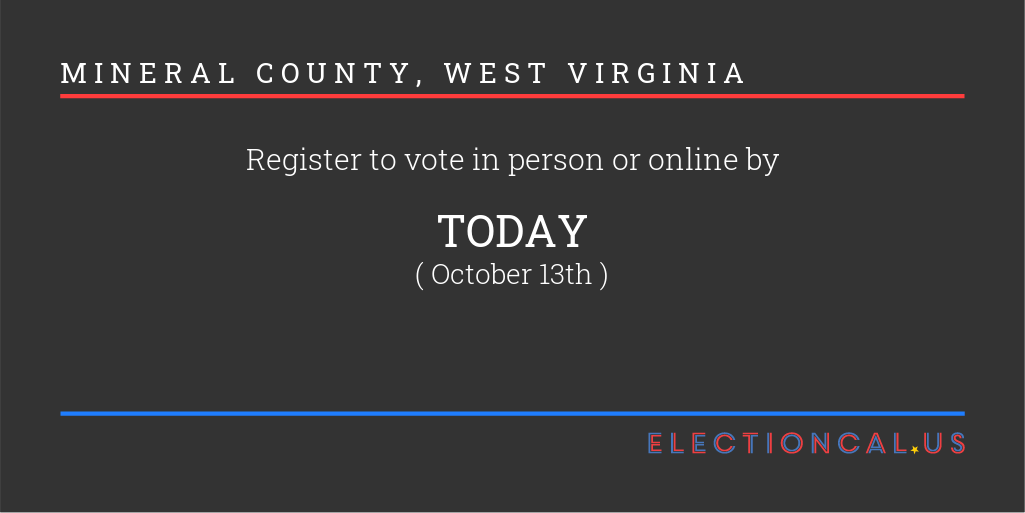 MINERAL COUNTY, WEST VIRGINIA
Register to vote in person or online by
TODAY
( October 13th )
ELECTIONCAL.US